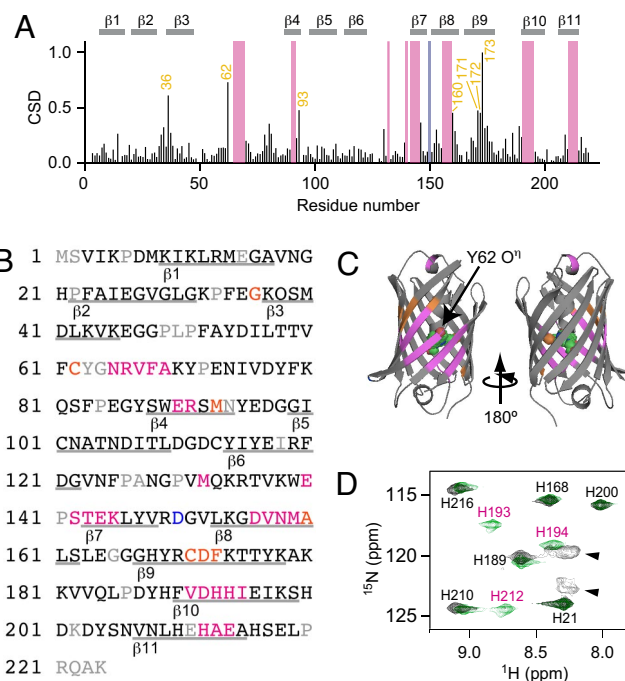 A
β1 β2 β3 β4 β5 β6 β7 β8 β9 β10 β11
CSD
1.0
0.5
0.0
36
62
93
160
171
172
173
0 50 100 150 200
Residue number
B
1 MSVIKPDMKIKLRMEGAVNG
β1
21 HPFAIEGVGLGKPFEGKOSM
β2 β3
41 DLKVKEGGPLPFAYDILTTV
61 FCYGNRVFAKYPENIVDYFK
81 QSFPEGYSWERSMNYEDGGI
β4 β5
101 CNATNDITLDGDCYIYEIRF
β6
121 DGVNFPANGPVMQKRTVKWE
141 PSTEKLYVRDGVLKGDVNMA
β7 β8
161 LSLEGGGHYRCDFKTTYKAK
β9
181 VVQLPDYHFVDHHIEIKSH
β10
201 DKDYSNVNLHEHAEAHSELP
β11
221 RQAK
C
Y62 Oη
180º
D
115
120
125
15N (ppm)
H216
H193
H168
H200
H194
H189
H210
H212
H21
9.0 8.5 8.0
1H (ppm)